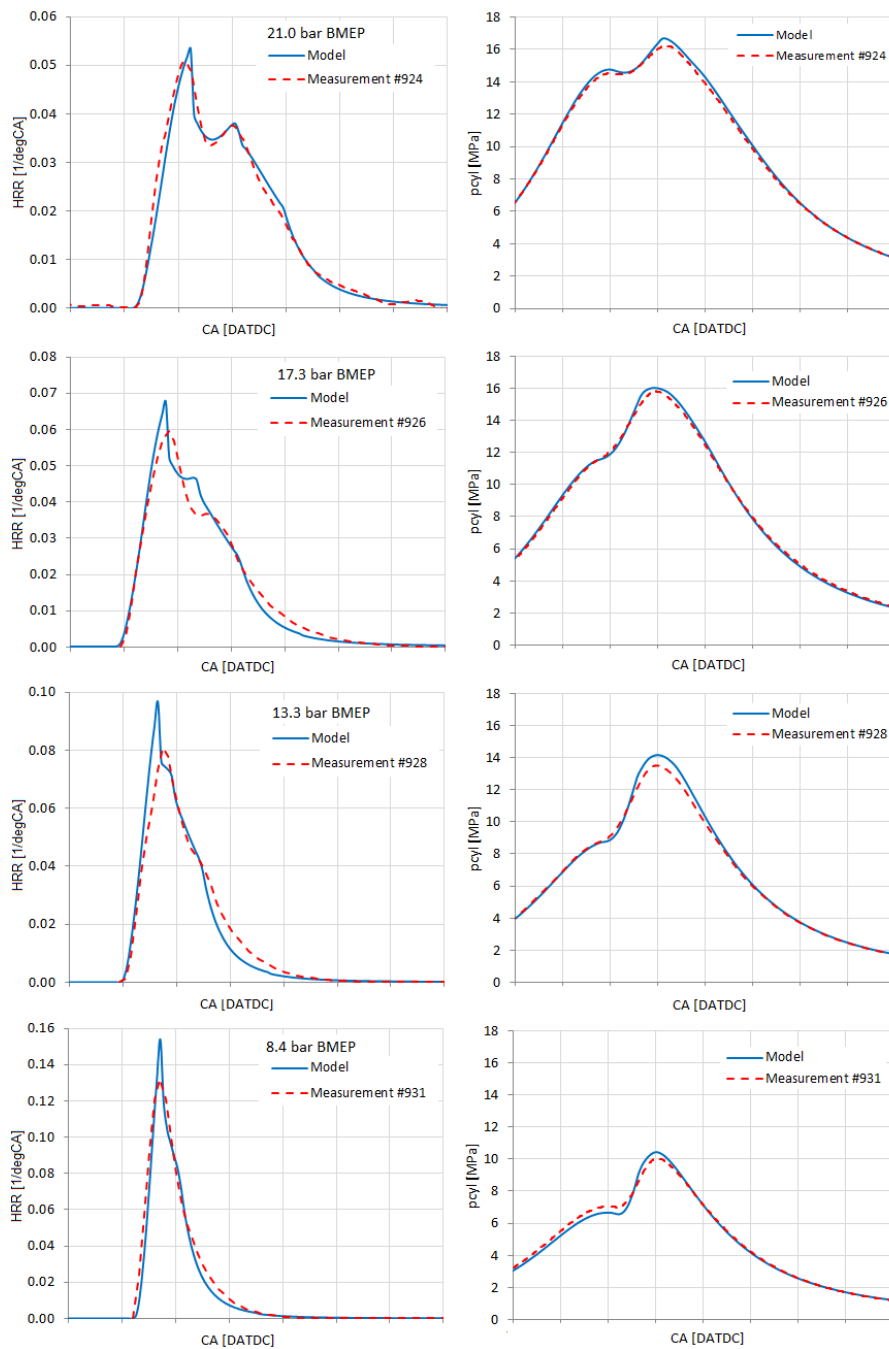 0.06
0.05
0.04
0.03
0.02
0.01
0.00
HRR [1/degCA]
CA [DATDC]
21.0 bar BMEP
Model
Measurement #924
18
16
14
12
10
8
6
4
2
0
pcyl [MPa]
CA [DATDC]
Model
Measurement #924
0.08
0.07
0.06
0.05
0.04
0.03
0.02
0.01
0.00
HRR [1/degCA]
CA [DATDC]
17.3 bar BMEP
Model
Measurement #926
18
16
14
12
10
8
6
4
2
0
pcyl [MPa]
CA [DATDC]
Model
Measurement #926
0.10
0.08
0.06
0.04
0.02
0.00
HRR [1/degCA]
CA [DATDC]
13.3 bar BMEP
Model
Measurement #928
18
16
14
12
10
8
6
4
2
0
pcyl [MPa]
CA [DATDC]
Model
Measurement #928
0.16
0.14
0.12
0.10
0.08
0.06
0.04
0.02
0.00
HRR [1/degCA]
CA [DATDC]
8.4 bar BMEP
Model
Measurement #931
18
16
14
12
10
8
6
4
2
0
pcyl [MPa]
CA [DATDC]
Model
Measurement #931